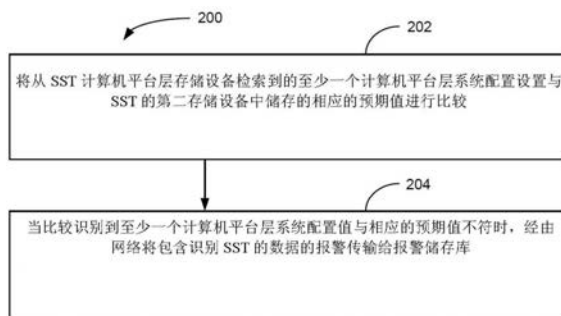 200
202
将从 SST 计算机平台层存储设备检索到的至少一个计算机平台层系统配置设置与
SST 的第二存储设备中储存的相应的预期值进行比较
204
当比较识别到至少一个计算机平台层系统配置值与相应的预期值不符时，经由
网络将包含识别 SST 的数据的报警传输给报警储存库